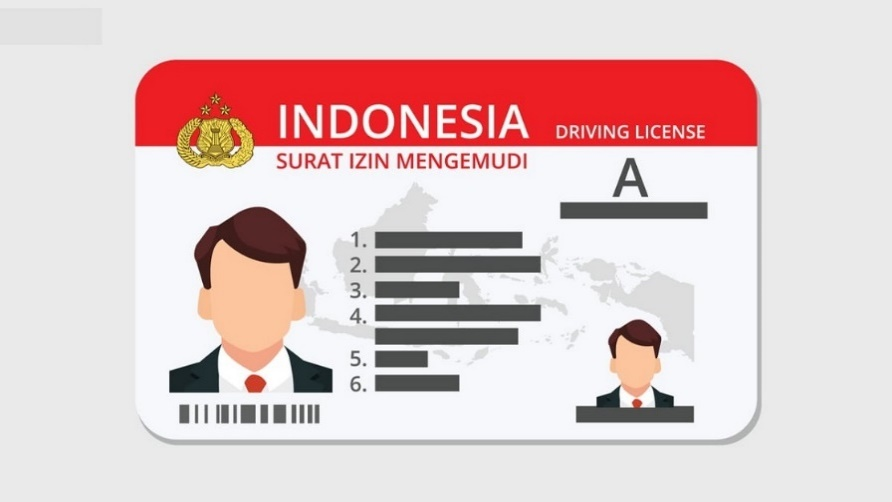 INDONESIA
DRIVING LICENSE
SURAT IZIN MENGEMUDI
A
1.
2.
3.
4.
5.
6.